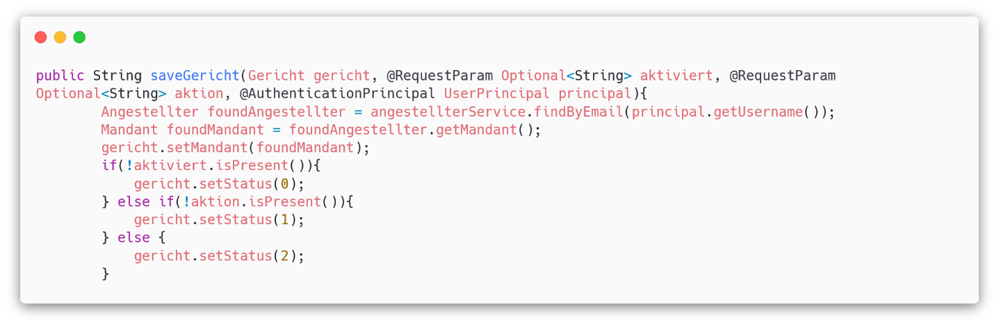 public String saveGericht(Gericht gericht, @RequestParam Optional<String> aktiviert, @RequestParam
Optional<String> aktion, @AuthenticationPrincipal UserPrincipal principal){
        Angestellter foundAngestellter = angestellterService.findByEmail(principal.getUsername());
        Mandant foundMandant = foundAngestellter.getMandant();
        gericht.setMandant(foundMandant);
        if(!aktiviert.isPresent()){
            gericht.setStatus(0);
        } else if(!aktion.isPresent()){
            gericht.setStatus(1);
        } else {
            gericht.setStatus(2);
        }